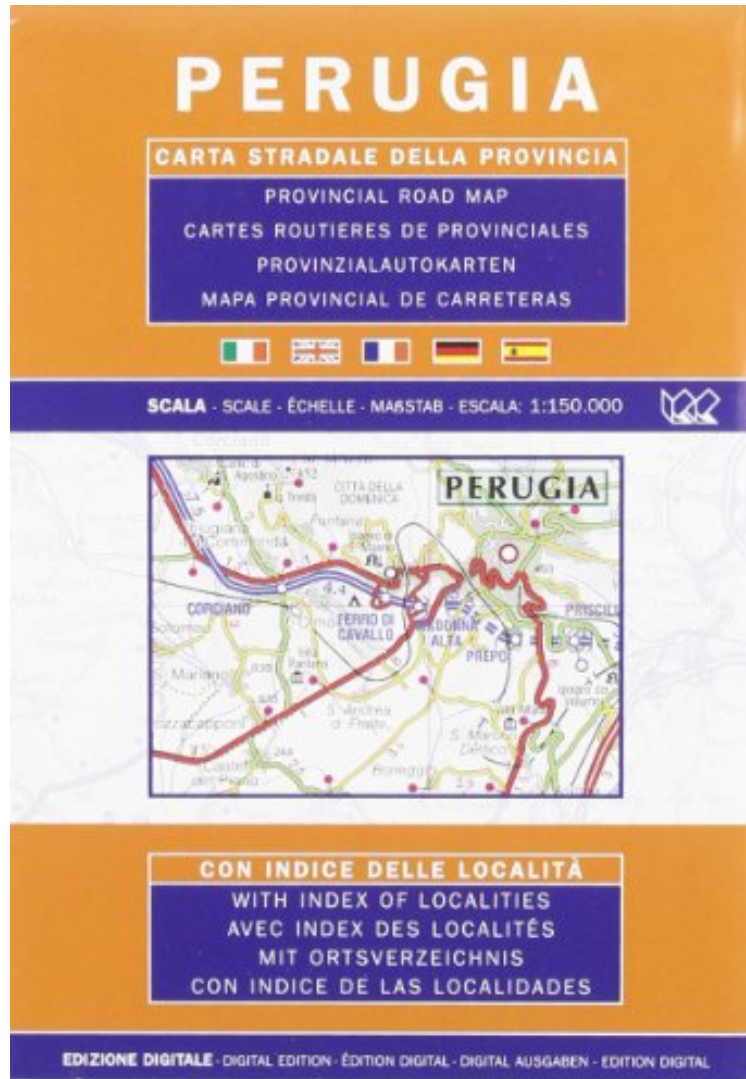 PERUGIA
CARTA STRADALE DELLA PROVINCIA
PROVINCIAL ROAD MAP
CARTES ROUTIERES DE PROVINCIALES
PROVINZIALAUTOKARTEN
MAPA PROVINCIAL DE CARRETERAS
SCALA - SCALE - ÉCHELLE - MAßSTAB - ESCALA: 1:150.000
PERUGIA
CITTÀ DELLA
DOMENICA
CORCIANO
FERRO DI
CAVALLO
MADONNA
ALTA
PREPO
S. Mariano
S. Andrea
d. Fratte
S. Martino
CON INDICE DELLE LOCALITÀ
WITH INDEX OF LOCALITIES
AVEC INDEX DES LOCALITÉS
MIT ORTSVERZEICHNIS
CON INDICE DE LAS LOCALIDADES
EDIZIONE DIGITALE - DIGITAL EDITION - ÉDITION DIGITAL - DIGITAL AUSGABEN - EDITION DIGITAL